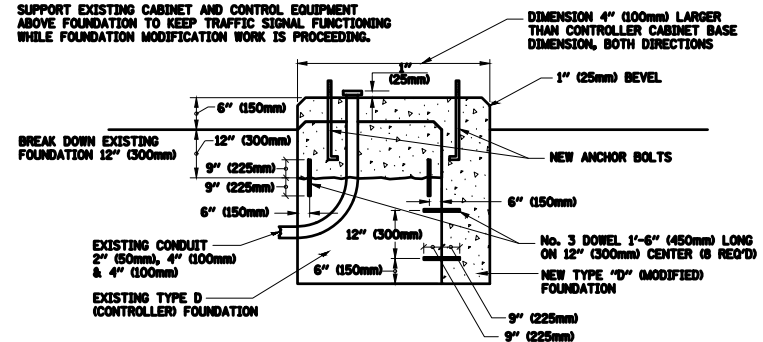 SUPPORT EXISTING CABINET AND CONTROL EQUIPMENT
ABOVE FOUNDATION TO KEEP TRAFFIC SIGNAL FUNCTIONING
WHILE FOUNDATION MODIFICATION WORK IS PROCEEDING.
DIMENSION 4" (100mm) LARGER
THAN CONTROLLER CABINET BASE
DIMENSION, BOTH DIRECTIONS
1"
(25mm)
1" (25mm) BEVEL
6" (150mm)
BREAK DOWN EXISTING
FOUNDATION 12" (300mm)
12" (300mm)
9" (225mm)
9" (225mm)
NEW ANCHOR BOLTS
6" (150mm)
6" (150mm)
EXISTING CONDUIT
2" (50mm), 4" (100mm)
& 4" (100mm)
12" (300mm)
No. 3 DOWEL 1'-6" (450mm) LONG
ON 12" (300mm) CENTER (8 REQ'D)
6" (150mm)
NEW TYPE "D" (MODIFIED)
FOUNDATION
EXISTING TYPE D
(CONTROLLER) FOUNDATION
9" (225mm)
9" (225mm)